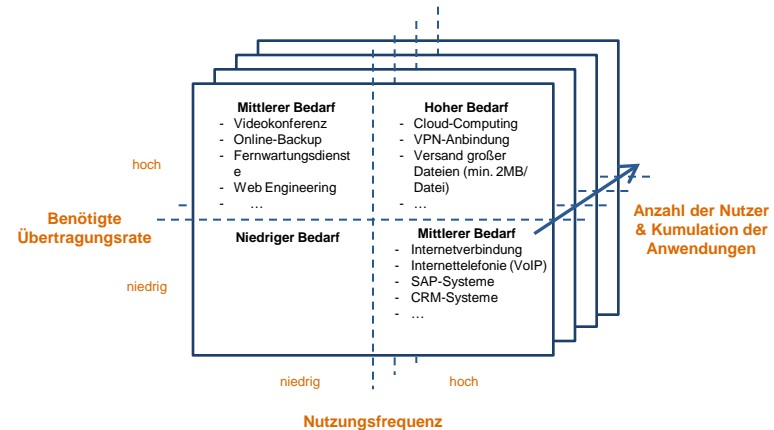 Mittlerer Bedarf
- Videokonferenz
- Online-Backup
- Fernwartungsdienst
e
- Web Engineering
- …
Hoher Bedarf
- Cloud-Computing
- VPN-Anbindung
- Versand großer
Dateien (min. 2MB/
Datei)
- …
hoch
Benötigte
Übertragungsrate
niedrig
Niedriger Bedarf
Mittlerer Bedarf
- Internetverbindung
- Internettelefonie (VoIP)
- SAP-Systeme
- CRM-Systeme
- …
Anzahl der Nutzer
& Kumulation der
Anwendungen
niedrig
hoch
Nutzungsfrequenz